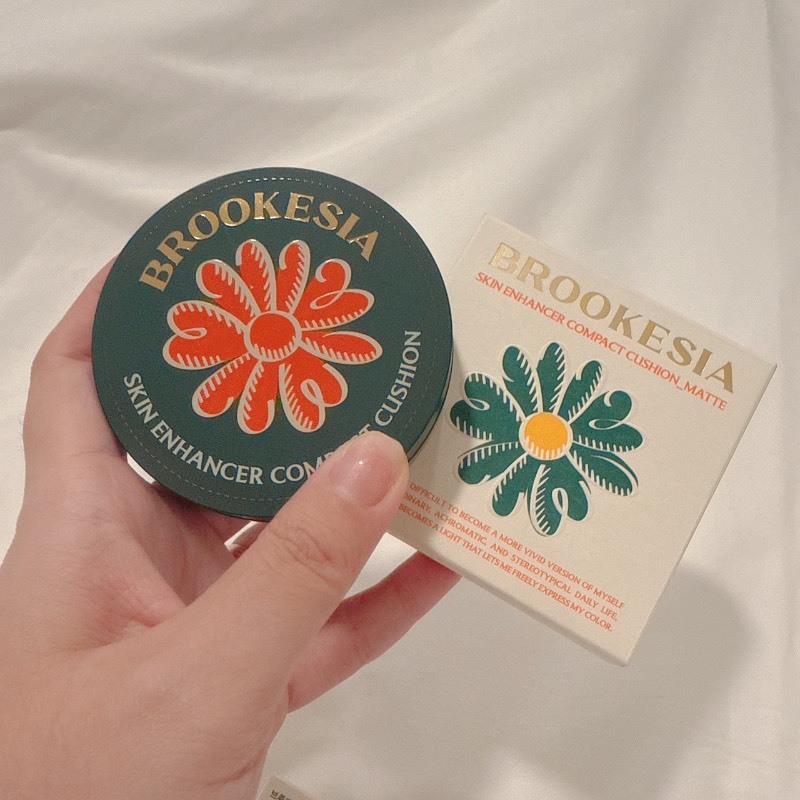 BROOKESIA
SKIN ENHANCER COMPACT CUSHION
BROOKESIA
SKIN ENHANCER COMPACT CUSHION_MATTE
DIFFICULT TO BECOME A MORE VIVID VERSION OF MYSELF
ACHROMATIC, AND STEREOTYPICAL DAILY LIFE,
BECOMES A LIGHT THAT LETS ME FREELY EXPRESS MY COLOR.